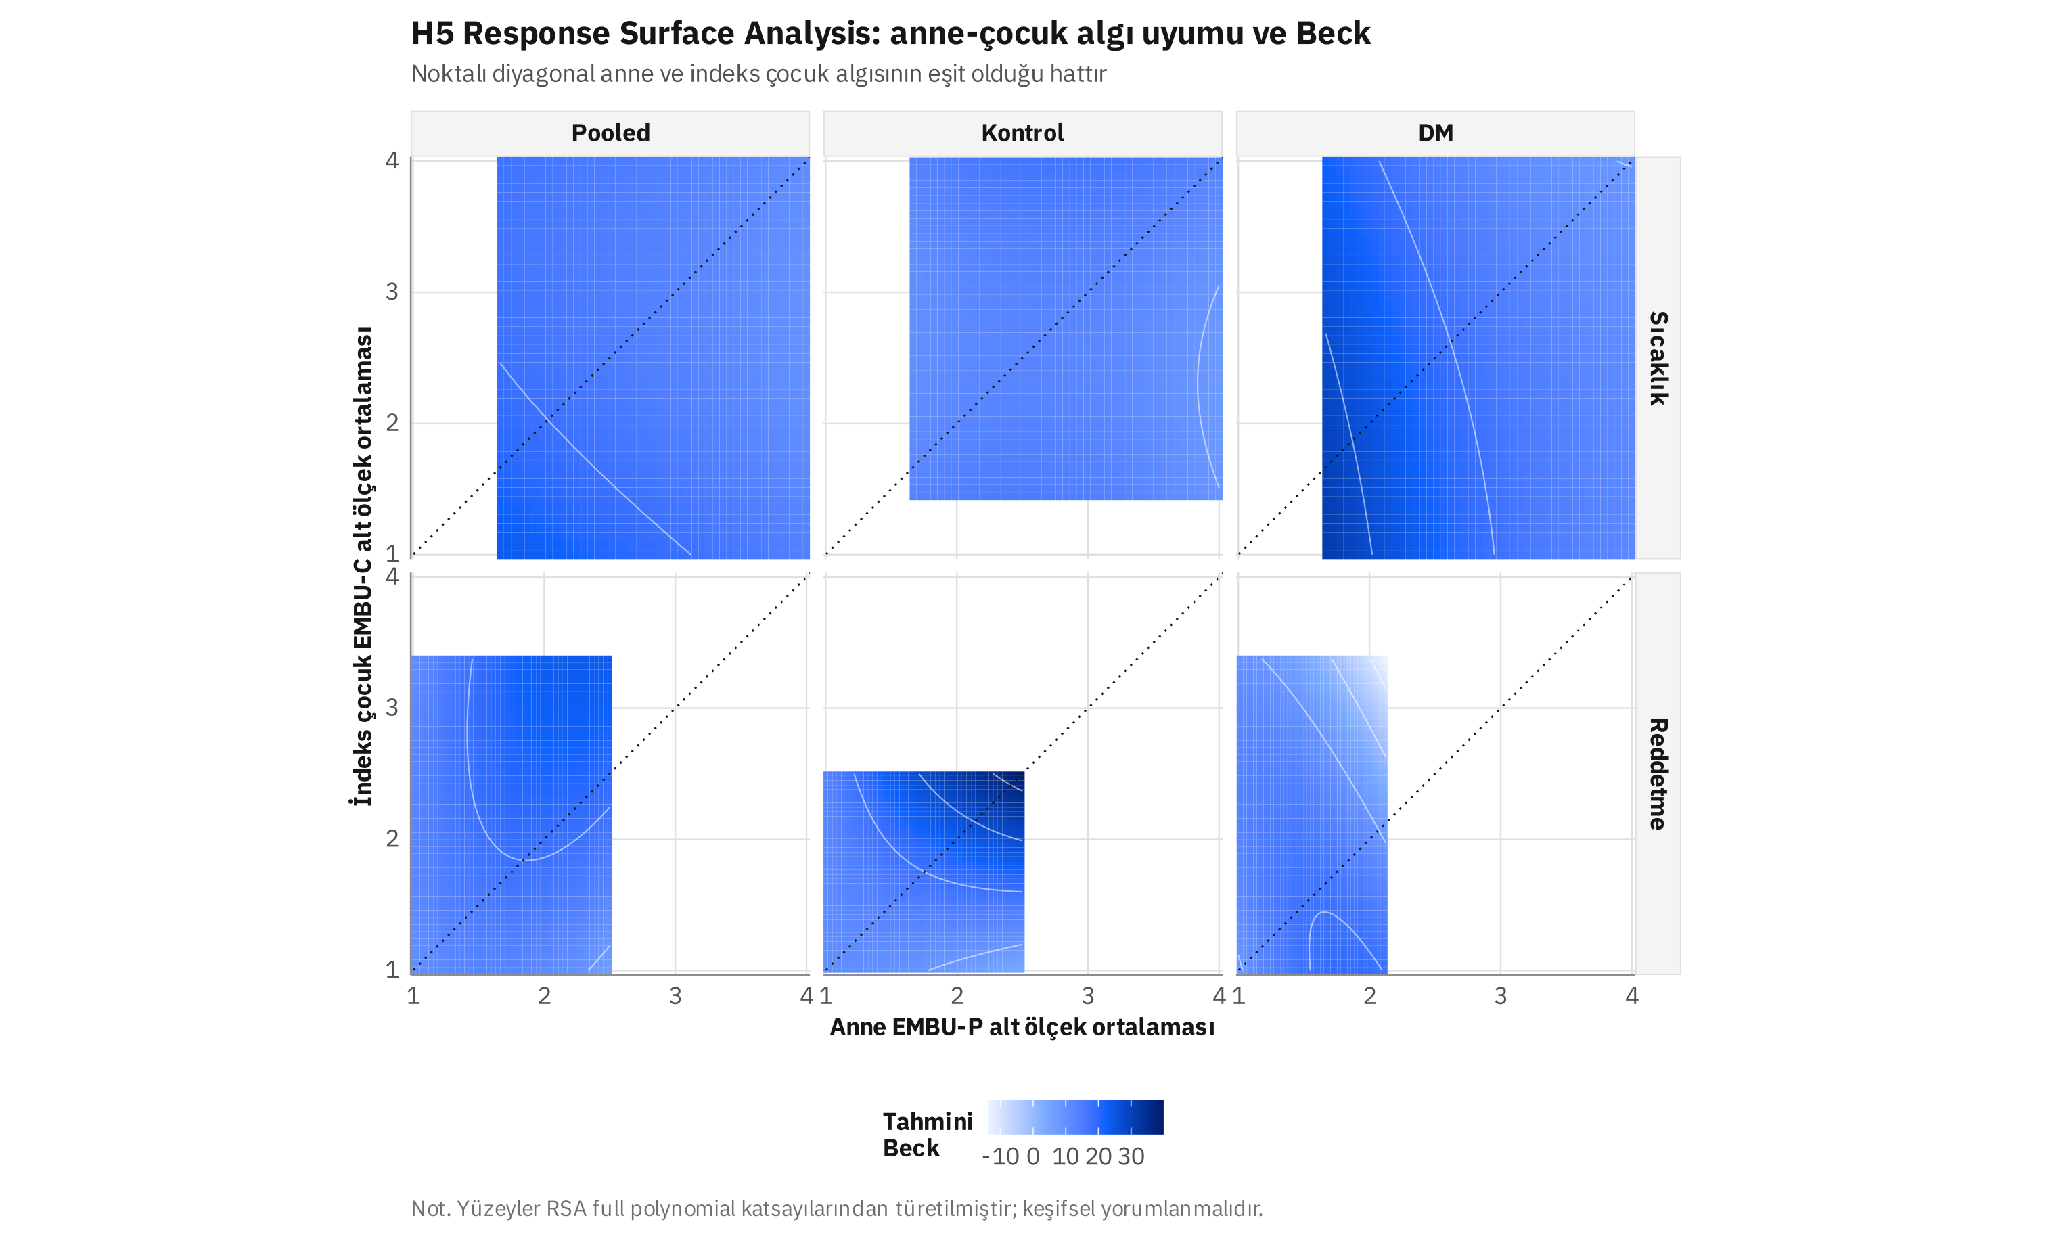 H5 Response Surface Analysis: anne-çocuk algı uyumu ve Beck
Noktalı diyagonal anne ve indeks çocuk algısının eşit olduğu hattır
Pooled
Kontrol
DM
İndeks çocuk EMBU-C alt ölçek ortalaması
4
3
2
1
Sıcaklık
4
3
2
1
Reddetme
1 2 3 4
1 2 3 4
1 2 3 4
Anne EMBU-P alt ölçek ortalaması
Tahmini
Beck
-10 0 10 20 30
Not. Yüzeyler RSA full polynomial katsayılarından türetilmiştir; keşifsel yorumlanmalıdır.